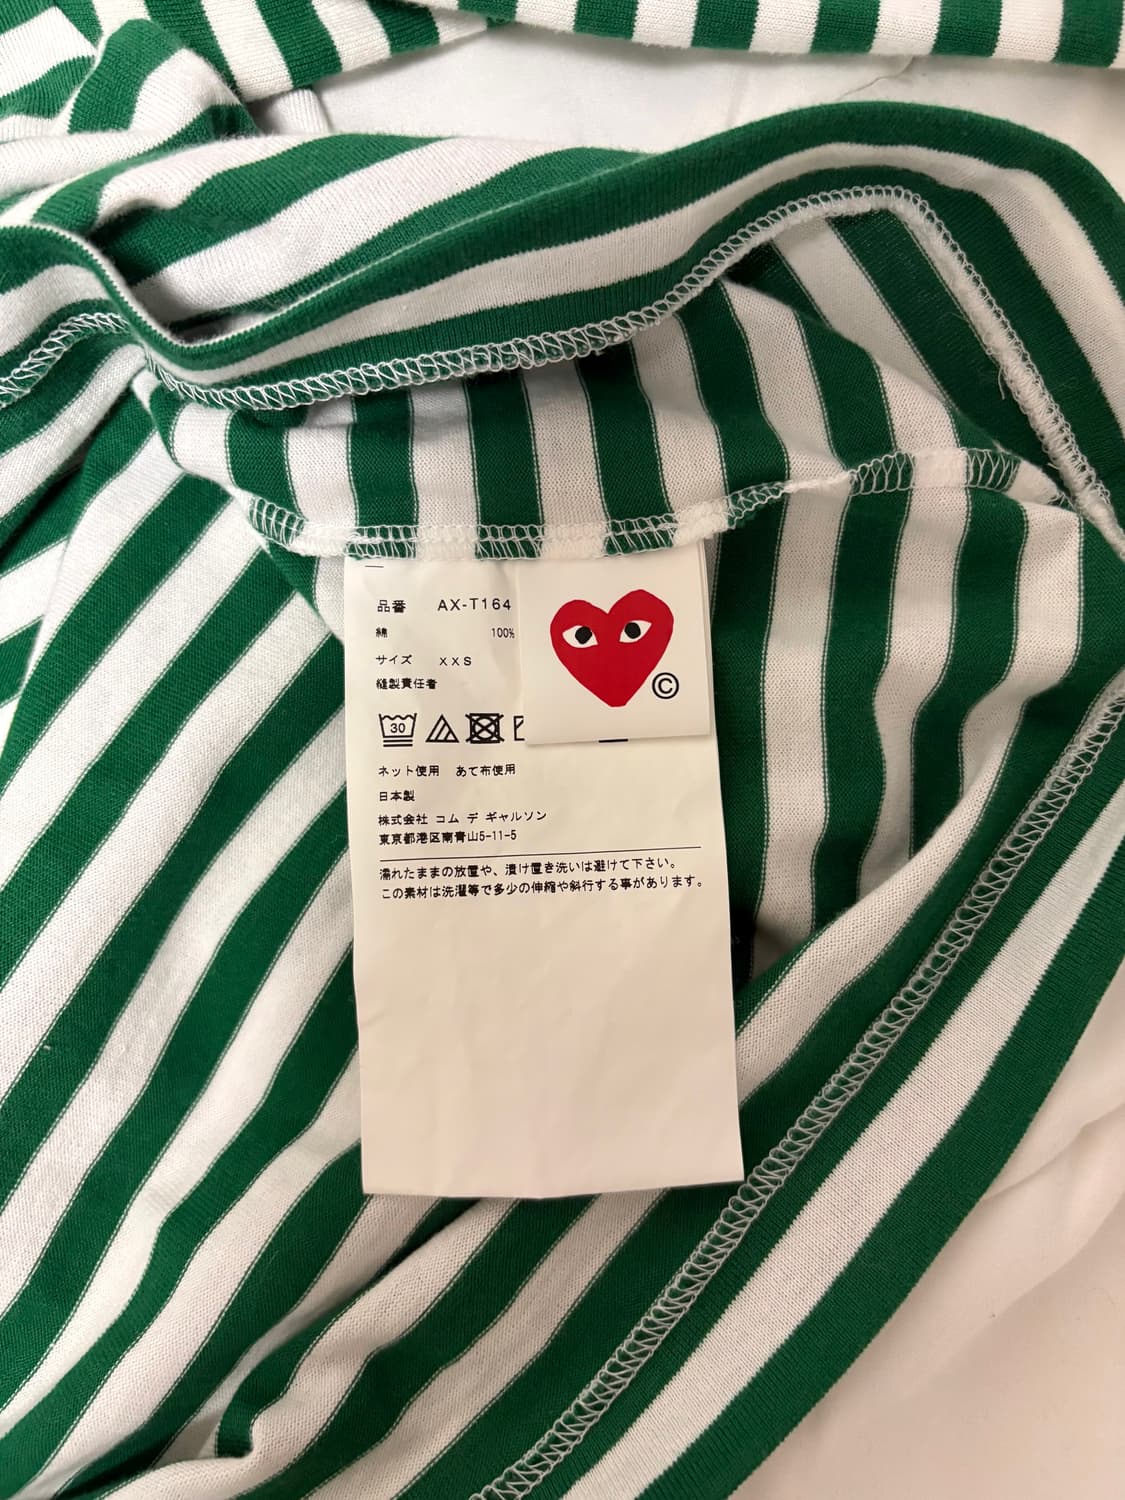 品番 AX-T164
綿 100%
サイズ XXS
縫製責任者
©
30
ネット使用 あて布使用
日本製
株式会社 コム デ ギャルソン
東京都港区南青山5-11-5
濡れたままの放置や、漬け置き洗いは避けて下さい。
この素材は洗濯等で多少の伸縮や斜行する事があります。